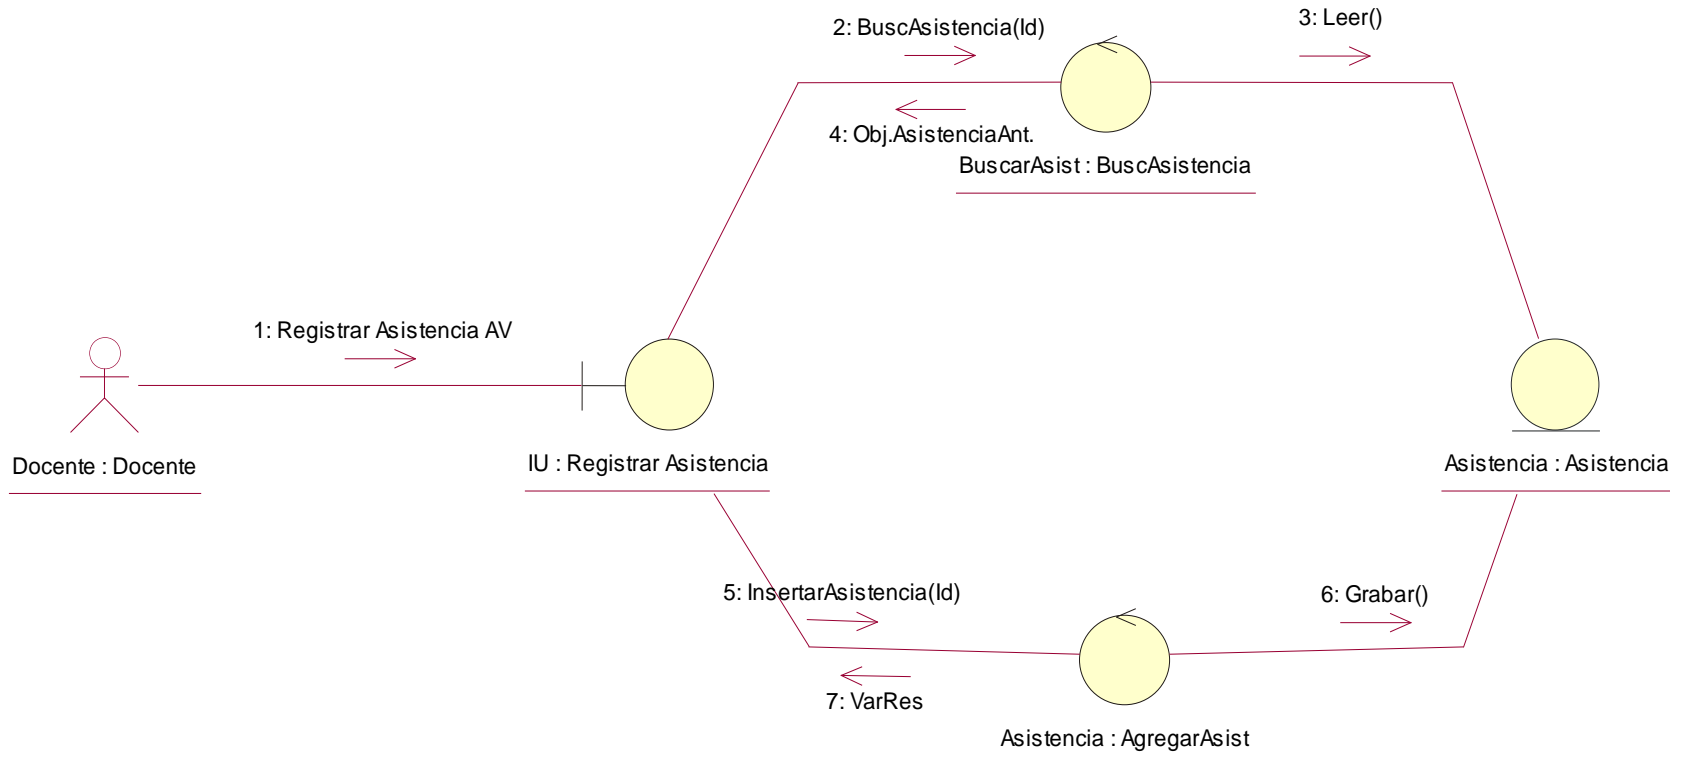 3: Leer()
2: BuscAsistencia(Id)
4: Obj.AsistenciaAnt.
BuscarAsist : BuscAsistencia
1: Registrar Asistencia AV
Docente : Docente
IU : Registrar Asistencia
Asistencia : Asistencia
5: InsertarAsistencia(Id)
6: Grabar()
7: VarRes
Asistencia : AgregarAsist